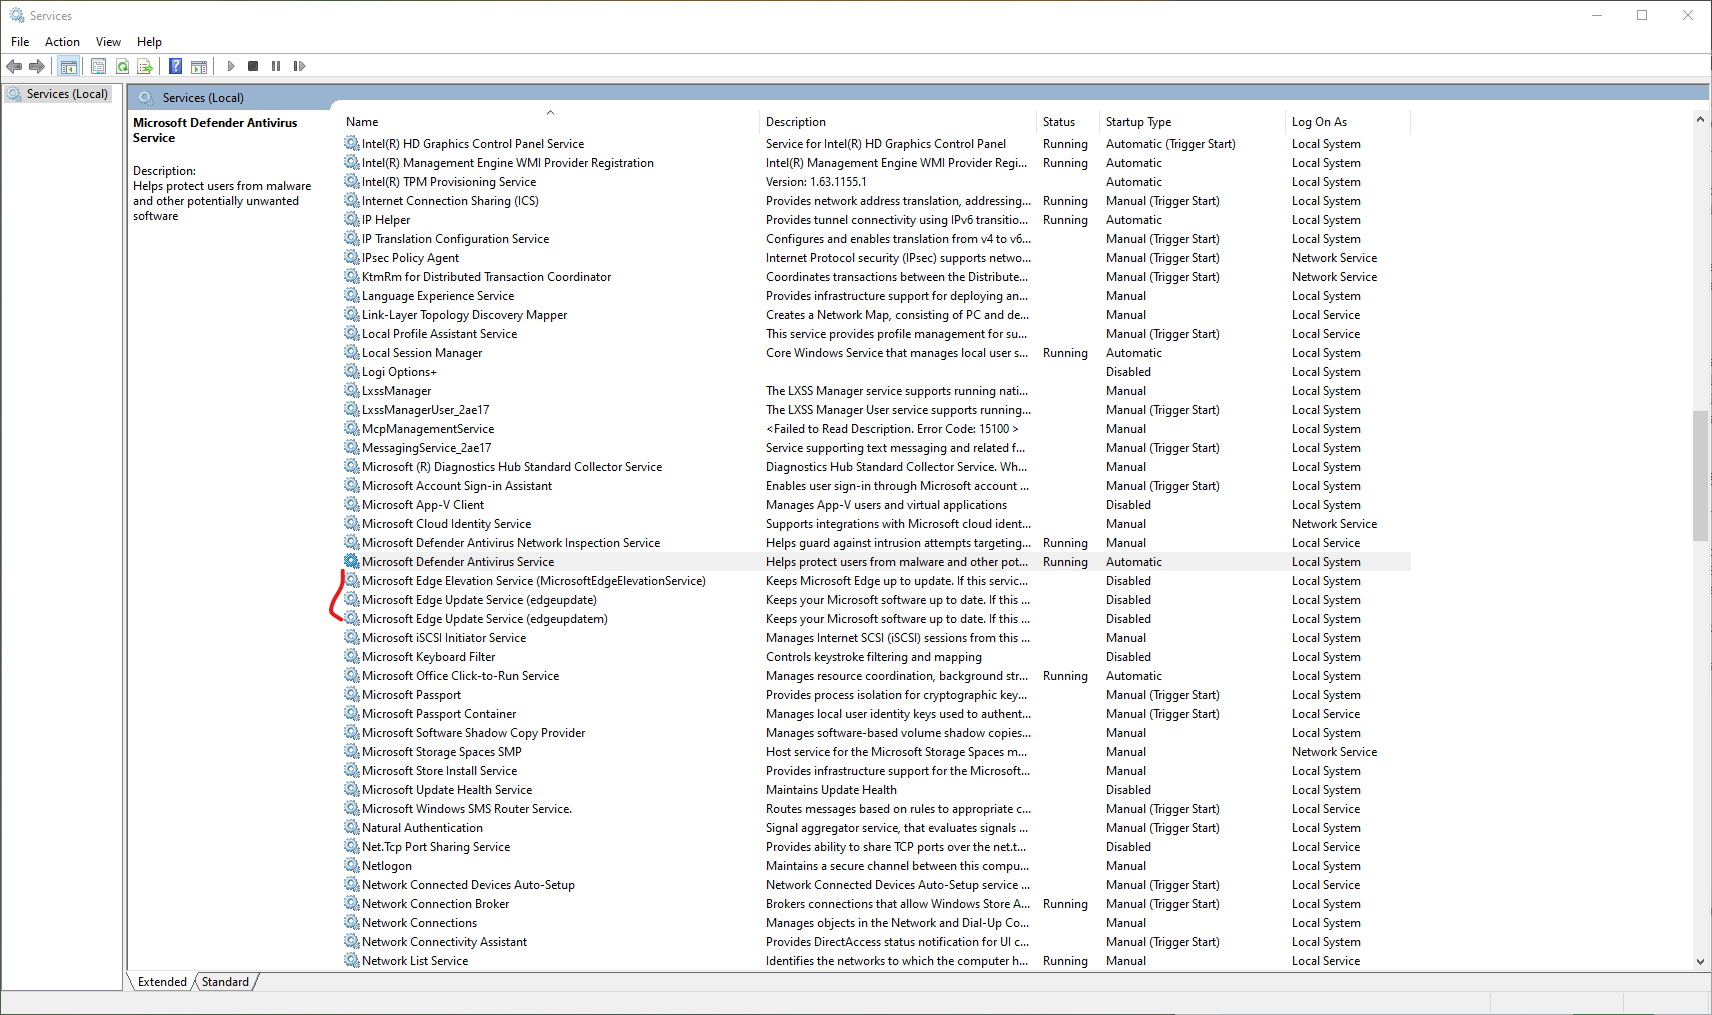 Services
File Action View Help
Services (Local)
Services (Local)
Microsoft Defender Antivirus
Service
Description:
Helps protect users from malware
and other potentially unwanted
software
Name Description Status Startup Type Log On As
Intel(R) HD Graphics Control Panel Service Service for Intel(R) HD Graphics Control Panel Running Automatic (Trigger Start) Local System
Intel(R) Management Engine WMI Provider Registration Intel(R) Management Engine WMI Provider Regi... Running Automatic Local System
Intel(R) TPM Provisioning Service Version: 1.63.1155.1 Automatic Local System
Internet Connection Sharing (ICS) Provides network address translation, addressing... Running Manual (Trigger Start) Local System
IP Helper Provides tunnel connectivity using IPv6 transitio... Running Automatic Local System
IP Translation Configuration Service Configures and enables translation from v4 to v6... Manual (Trigger Start) Local System
IPsec Policy Agent Internet Protocol security (IPsec) supports netwo... Manual (Trigger Start) Network Service
KtmRm for Distributed Transaction Coordinator Coordinates transactions between the Distribute... Manual (Trigger Start) Network Service
Language Experience Service Provides infrastructure support for deploying an... Manual Local System
Link-Layer Topology Discovery Mapper Creates a Network Map, consisting of PC and de... Manual Local Service
Local Profile Assistant Service This service provides profile management for su... Manual (Trigger Start) Local Service
Local Session Manager Core Windows Service that manages local user s... Running Automatic Local System
Logi Options+ Disabled Local System
LxssManager The LXSS Manager service supports running nati... Manual Local System
LxssManagerUser_2ae17 The LXSS Manager User service supports running... Manual (Trigger Start) Local System
McpManagementService <Failed to Read Description. Error Code: 15100 > Manual Local System
MessagingService_2ae17 Service supporting text messaging and related f... Manual (Trigger Start) Local System
Microsoft (R) Diagnostics Hub Standard Collector Service Diagnostics Hub Standard Collector Service. Wh... Manual Local System
Microsoft Account Sign-in Assistant Enables user sign-in through Microsoft account ... Manual (Trigger Start) Local System
Microsoft App-V Client Manages App-V users and virtual applications Disabled Local System
Microsoft Cloud Identity Service Supports integrations with Microsoft cloud ident... Manual Network Service
Microsoft Defender Antivirus Network Inspection Service Helps guard against intrusion attempts targeting... Running Manual Local Service
Microsoft Defender Antivirus Service Helps protect users from malware and other pot... Running Automatic Local System
Microsoft Edge Elevation Service (MicrosoftEdgeElevationService) Keeps Microsoft Edge up to update. If this servic... Disabled Local System
Microsoft Edge Update Service (edgeupdate) Keeps your Microsoft software up to date. If this ... Disabled Local System
Microsoft Edge Update Service (edgeupdatem) Keeps your Microsoft software up to date. If this ... Disabled Local System
Microsoft iSCSI Initiator Service Manages Internet SCSI (iSCSI) sessions from this ... Manual Local System
Microsoft Keyboard Filter Controls keystroke filtering and mapping Disabled Local System
Microsoft Office Click-to-Run Service Manages resource coordination, background str... Running Automatic Local System
Microsoft Passport Provides process isolation for cryptographic key... Manual (Trigger Start) Local System
Microsoft Passport Container Manages local user identity keys used to authent... Manual (Trigger Start) Local Service
Microsoft Software Shadow Copy Provider Manages software-based volume shadow copies... Manual Local System
Microsoft Storage Spaces SMP Host service for the Microsoft Storage Spaces m... Manual Network Service
Microsoft Store Install Service Provides infrastructure support for the Microsoft... Manual Local System
Microsoft Update Health Service Maintains Update Health Disabled Local System
Microsoft Windows SMS Router Service. Routes messages based on rules to appropriate c... Manual (Trigger Start) Local Service
Natural Authentication Signal aggregator service, that evaluates signals ... Manual (Trigger Start) Local System
Net.Tcp Port Sharing Service Provides ability to share TCP ports over the net.t... Disabled Local Service
Netlogon Maintains a secure channel between this compu... Manual Local System
Network Connected Devices Auto-Setup Network Connected Devices Auto-Setup service ... Manual (Trigger Start) Local Service
Network Connection Broker Brokers connections that allow Windows Store A... Running Manual (Trigger Start) Local System
Network Connections Manages objects in the Network and Dial-Up Co... Manual Local System
Network Connectivity Assistant Provides DirectAccess status notification for UI c... Manual (Trigger Start) Local System
Network List Service Identifies the networks to which the computer h... Running Manual Local Service
Extended Standard